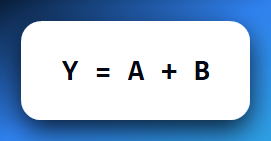 Y = A + B